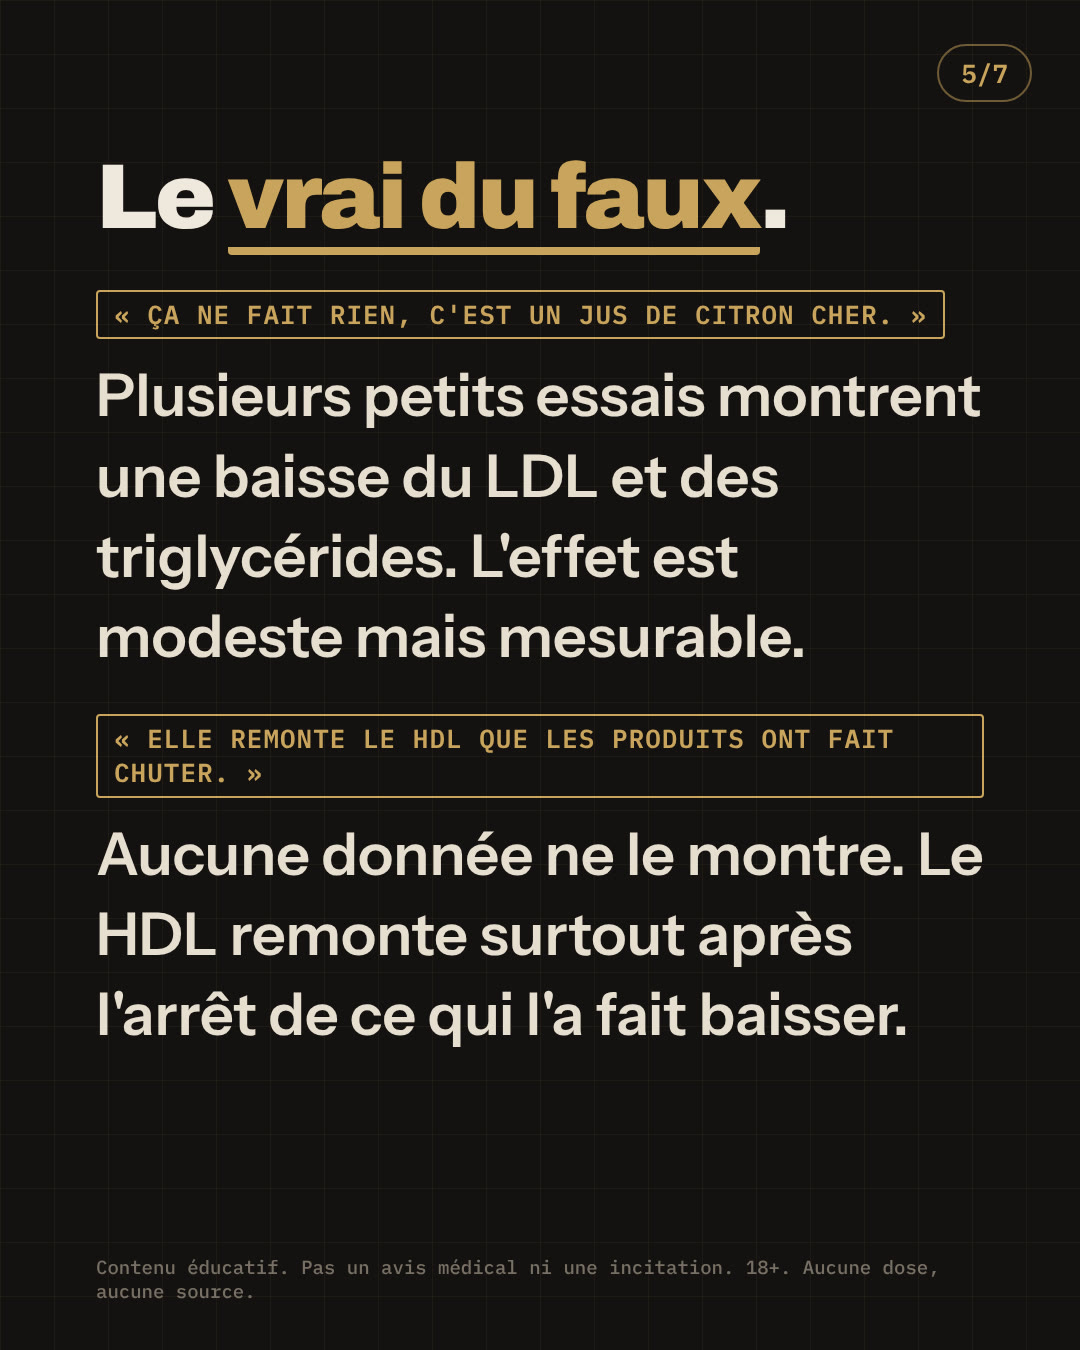 5/7
Le vrai du faux.
« ÇA NE FAIT RIEN, C'EST UN JUS DE CITRON CHER. »
Plusieurs petits essais montrent
une baisse du LDL et des
triglycérides. L'effet est
modeste mais mesurable.
« ELLE REMONTE LE HDL QUE LES PRODUITS ONT FAIT
CHUTER. »
Aucune donnée ne le montre. Le
HDL remonte surtout après
l'arrêt de ce qui l'a fait baisser.
Contenu éducatif. Pas un avis médical ni une incitation. 18+. Aucune dose,
aucune source.